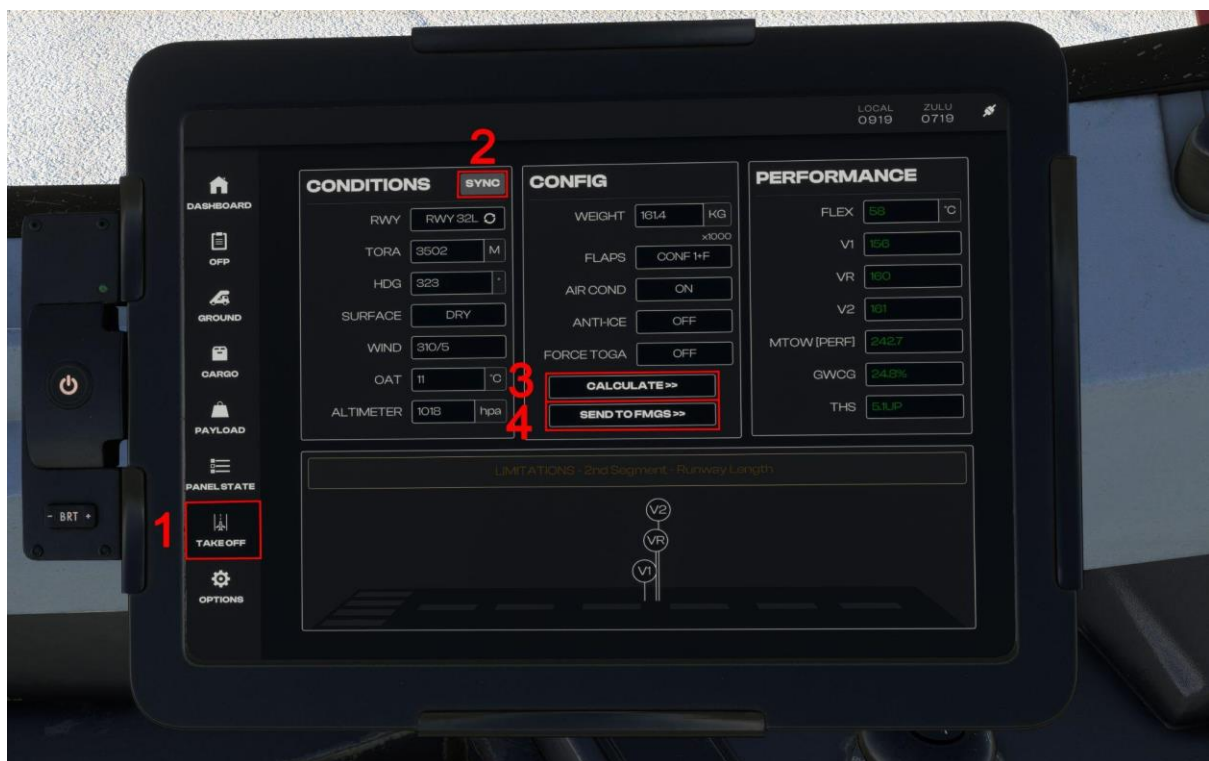 LOCAL ZULU
0919 0719
1
2
3
4
DASHBOARD
OFP
GROUND
CARGO
PAYLOAD
PANEL STATE
TAKE OFF
OPTIONS
- BRT +
CONDITIONS SYNC
RWY RWY 32L
TORA 3502 M
HDG 323 °
SURFACE DRY
WIND 310/5
OAT 11 °C
ALTIMETER 1018 hpa
CONFIG
WEIGHT 161.4 KG
x1000
FLAPS CONF 1+F
AIR COND ON
ANTI-ICE OFF
FORCE TOGA OFF
CALCULATE >>
SEND TO FMGS >>
PERFORMANCE
FLEX 58 °C
V1 156
VR 160
V2 161
MTOW [PERF] 242.7
GWCG 24.8%
THS 5.1UP
LIMITATIONS - 2nd Segment - Runway Length
V2
VR
V1